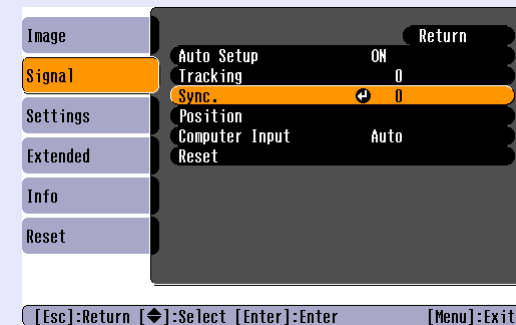 Image
Signal
Settings
Extended
Info
Reset
Return
Auto Setup ON
Tracking 0
Sync. 0
Position
Computer Input Auto
Reset
[Esc]:Return [◆]:Select [Enter]:Enter [Menu]:Exit